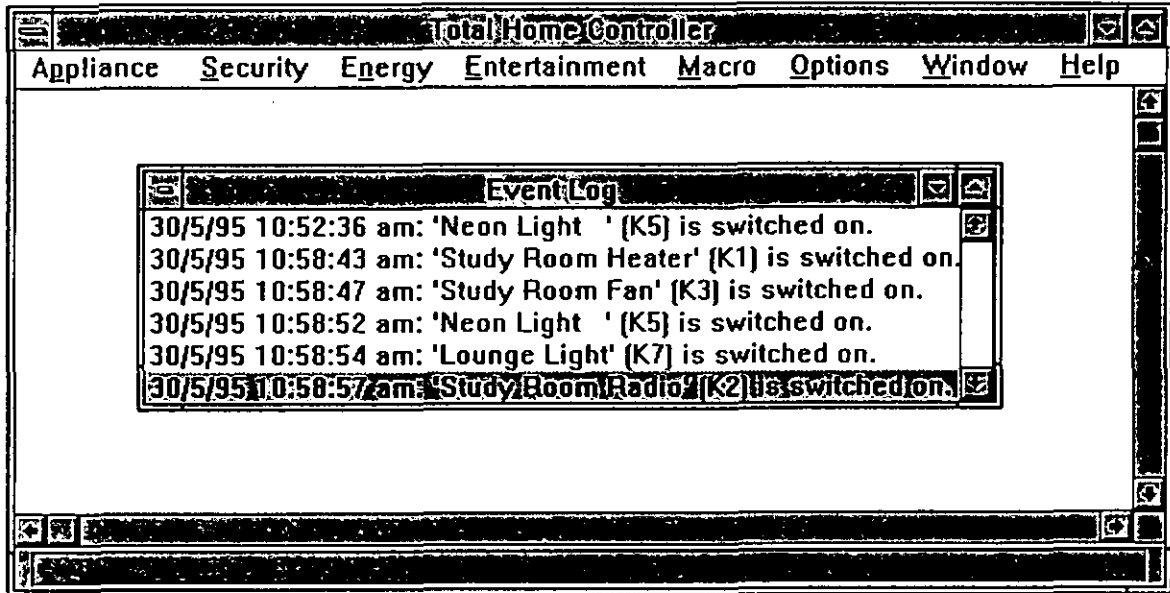 Total Home Controller
Appliance Security Energy Entertainment Macro Options Window Help
Event Log
30/5/95 10:52:36 am: 'Neon Light   ' (K5) is switched on.
30/5/95 10:58:43 am: 'Study Room Heater' (K1) is switched on.
30/5/95 10:58:47 am: 'Study Room Fan' (K3) is switched on.
30/5/95 10:58:52 am: 'Neon Light   ' (K5) is switched on.
30/5/95 10:58:54 am: 'Lounge Light' (K7) is switched on.
30/5/95 10:58:57 am: 'Study Room Radio' (K2) is switched on.